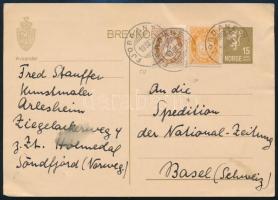 BREVKORT
NORGE
15
Avsender
Fred Stauffer
Kunstmaler
Arlesheim
Ziegelackerweg 4
z. Zt. Holmedal
Söndfjord (Norweg)
An die
Spedition
der National-Zeitung
Basel (Schweiz)